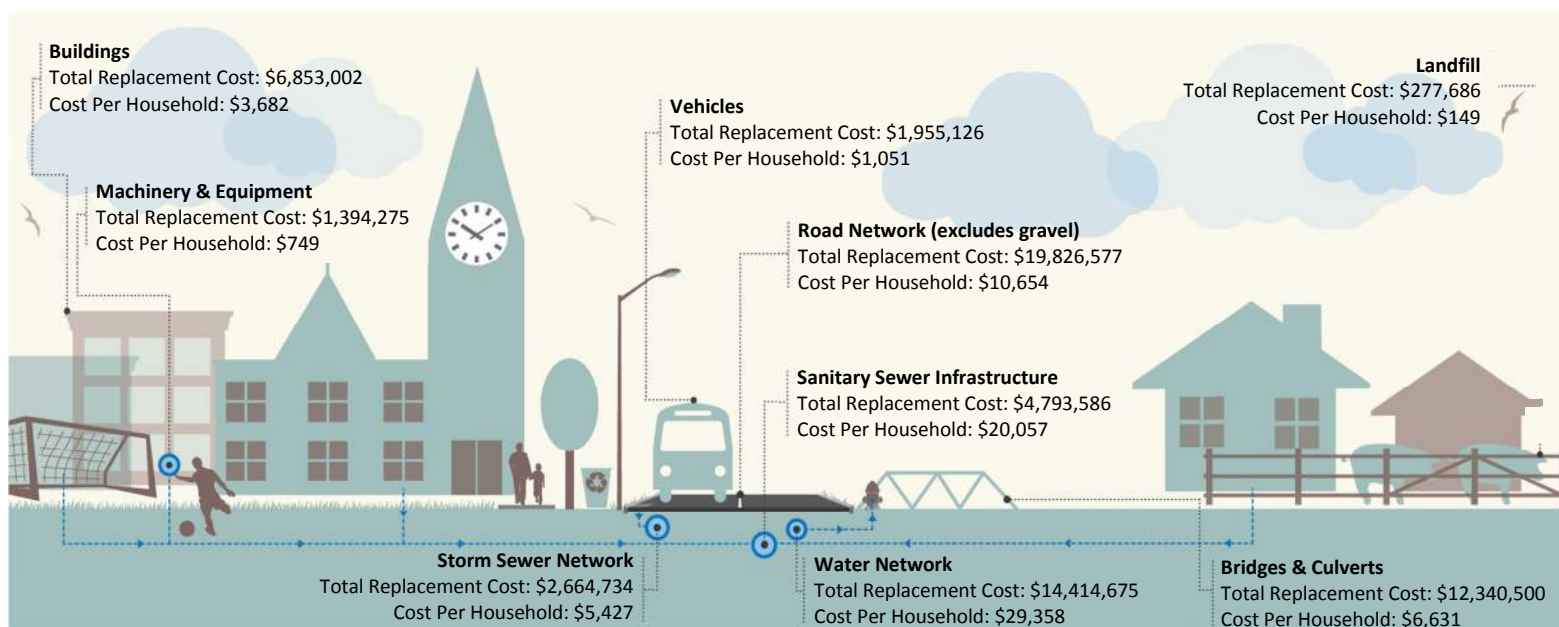 Buildings
Total Replacement Cost: $6,853,002
Cost Per Household: $3,682
Landfill
Total Replacement Cost: $277,686
Cost Per Household: $149
Vehicles
Total Replacement Cost: $1,955,126
Cost Per Household: $1,051
Machinery & Equipment
Total Replacement Cost: $1,394,275
Cost Per Household: $749
Road Network (excludes gravel)
Total Replacement Cost: $19,826,577
Cost Per Household: $10,654
Sanitary Sewer Infrastructure
Total Replacement Cost: $4,793,586
Cost Per Household: $20,057
Storm Sewer Network
Total Replacement Cost: $2,664,734
Cost Per Household: $5,427
Water Network
Total Replacement Cost: $14,414,675
Cost Per Household: $29,358
Bridges & Culverts
Total Replacement Cost: $12,340,500
Cost Per Household: $6,631